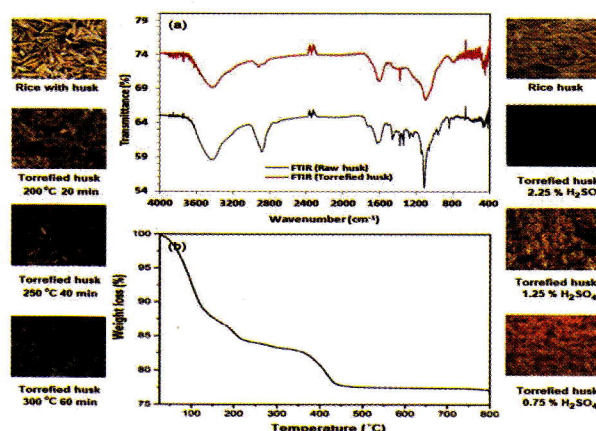 Rice with husk
Torrefied husk
200 °C 20 min
Torrefied husk
250 °C 40 min
Torrefied husk
300 °C 60 min
(a)
Transmittance (%)
79
74
69
64
59
54
FTIR (Raw husk)
FTIR (Torrefied husk)
4000 3600 3200 2800 2400 2000 1600 1200 800 400
Wavenumber (cm-1)
(b)
Weight loss (%)
100
95
90
85
80
75
100 200 300 400 500 600 700 800
Temperature (°C)
Rice husk
Torrefied husk
2.25 % H2SO4
Torrefied husk
1.25 % H2SO4
Torrefied husk
0.75 % H2SO4